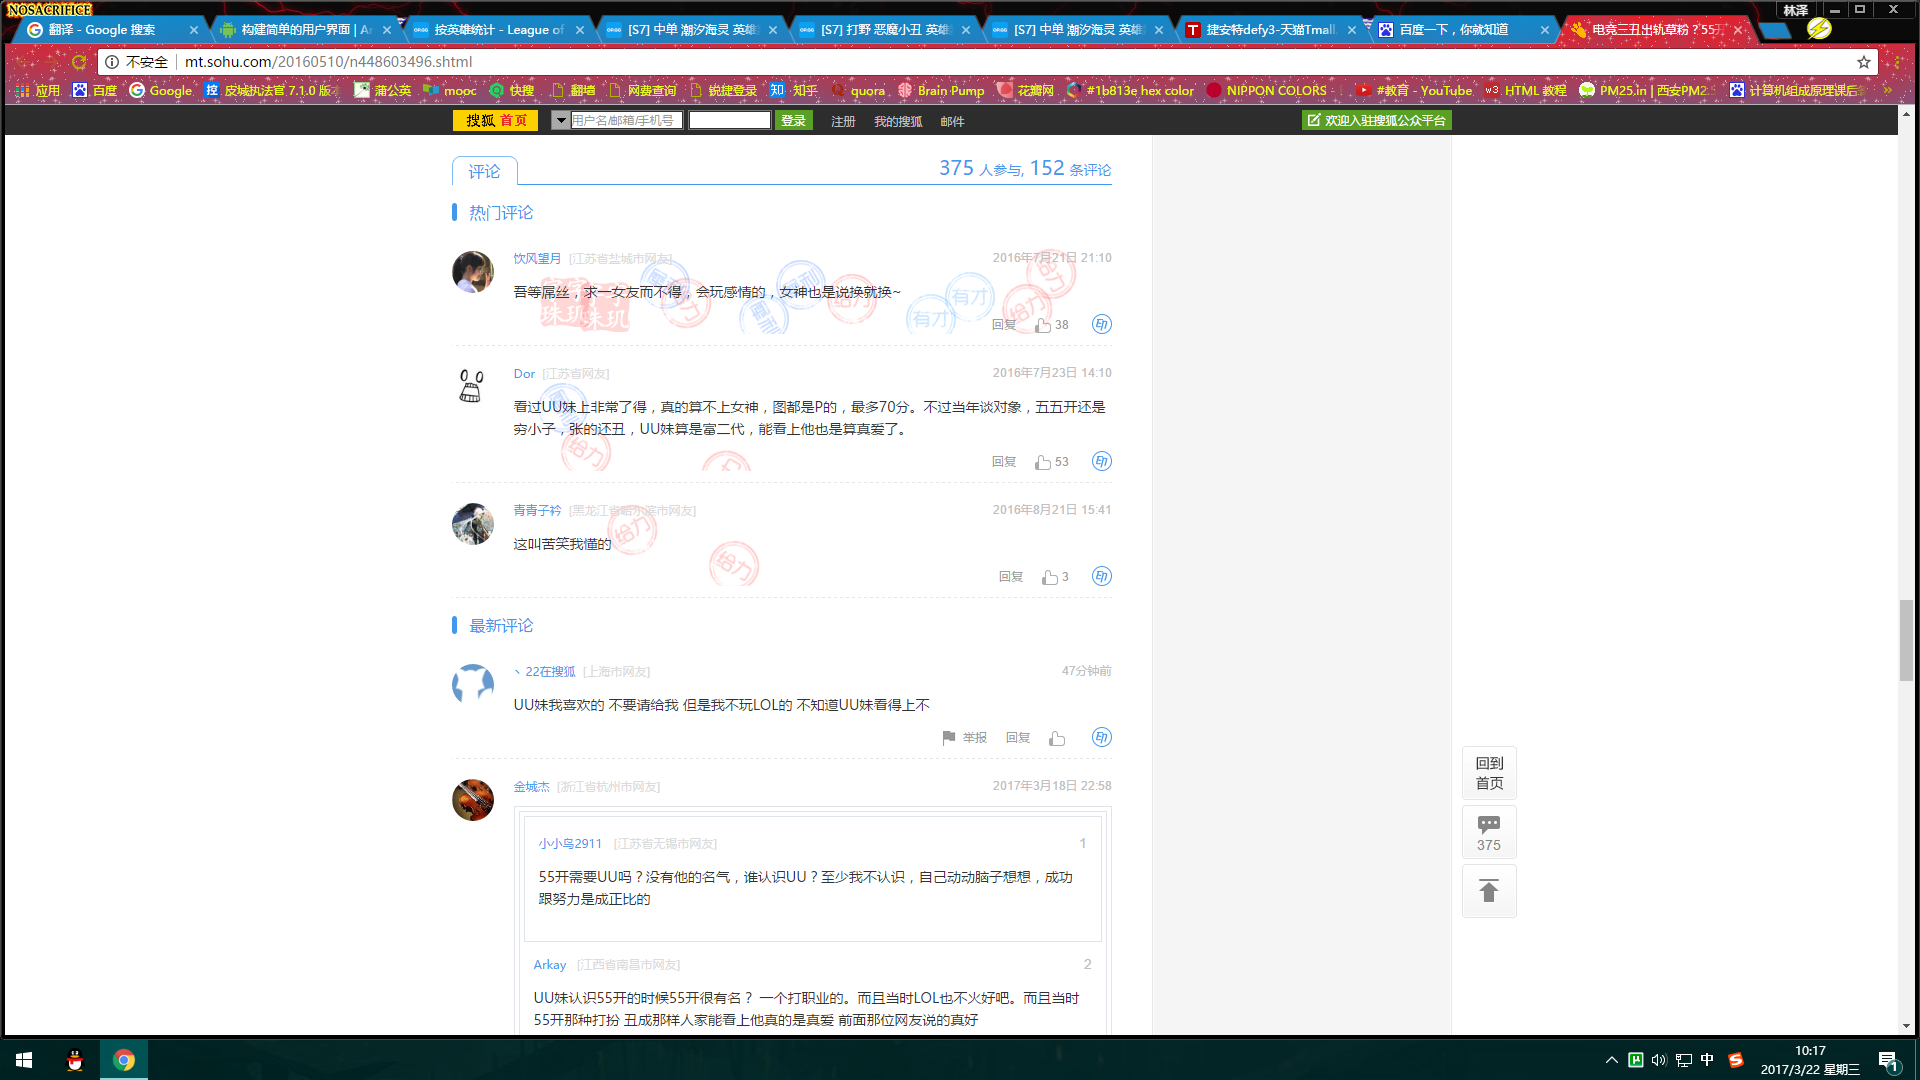 NOSACRIFICE
林泽
翻译 - Google 搜索
构建简单的用户界面 | A
按英雄统计 - League of
[S7] 中单 潮汐海灵 英雄
[S7] 打野 恶魔小丑 英雄
[S7] 中单 潮汐海灵 英雄
捷安特defy3-天猫Tmall.
百度一下，你就知道
电竞三丑出轨草粉？55开
不安全
mt.sohu.com/20160510/n448603496.shtml
应用
百度
Google
皮城执法官 7.1.0 版本
蒲公英
mooc
快搜
翻墙
网费查询
锐捷登录
知乎
quora
Brain Pump
花瓣网
#1b813e hex color
NIPPON COLORS
#教育 - YouTube
HTML 教程
PM25.in | 西安PM2.5
计算机组成原理课后答
搜狐 首页
用户名/邮箱/手机号
登录
注册
我的搜狐
邮件
欢迎入驻搜狐公众平台
评论
375 人参与, 152 条评论
热门评论
饮风望月 [江苏省盐城市网友]
2016年7月21日 21:10
吾等屌丝，求一女友而不得，会玩感情的，女神也是说换就换~
回复
38
Dor [江苏省网友]
2016年7月23日 14:10
看过UU妹上非常了得，真的算不上女神，图都是P的，最多70分。不过当年谈对象，五五开还是
穷小子，张的还丑，UU妹算是富二代，能看上他也是算真爱了。
回复
53
青青子衿 [黑龙江省哈尔滨市网友]
2016年8月21日 15:41
这叫苦笑我懂的
回复
3
最新评论
丶22在搜狐 [上海市网友]
47分钟前
UU妹我喜欢的 不要请给我 但是我不玩LOL的 不知道UU妹看得上不
举报
回复
金城杰 [浙江省杭州市网友]
2017年3月18日 22:58
小小鸟2911 [江苏省无锡市网友]
1
55开需要UU吗？没有他的名气，谁认识UU？至少我不认识，自己动动脑子想想，成功
跟努力是成正比的
Arkay [江西省南昌市网友]
2
UU妹认识55开的时候55开很有名？ 一个打职业的。而且当时LOL也不火好吧。而且当时
55开那种打扮 丑成那样人家能看上他真的是真爱 前面那位网友说的真好
回到
首页
375
中
10:17
2017/3/22 星期三
1